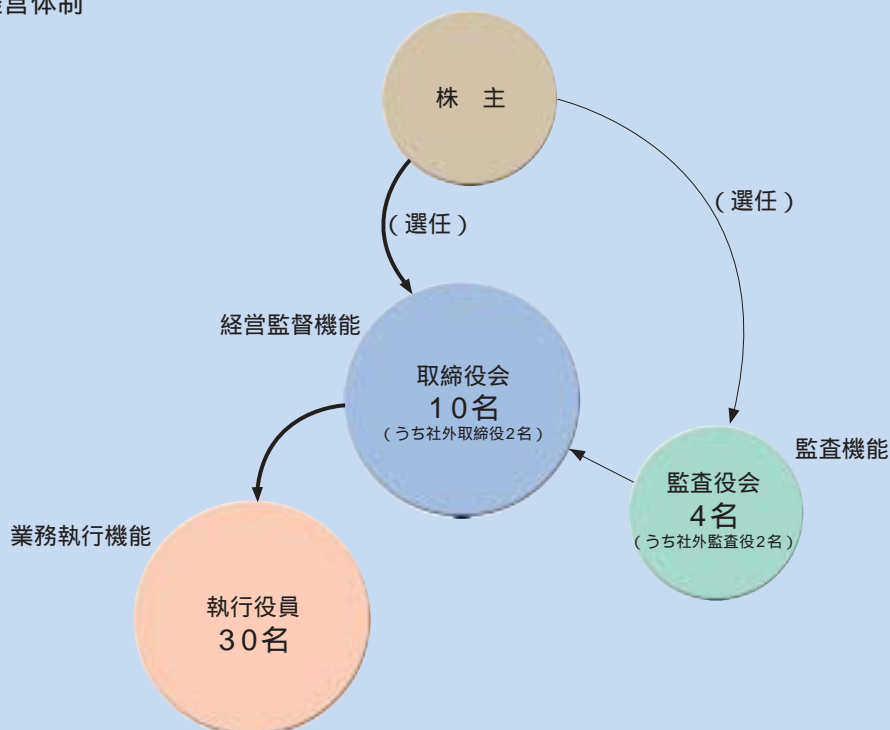 営体制
株　主
（選任）
（選任）
経営監督機能
取締役会
10名
（うち社外取締役2名）
監査機能
監査役会
4名
（うち社外監査役2名）
業務執行機能
執行役員
30名